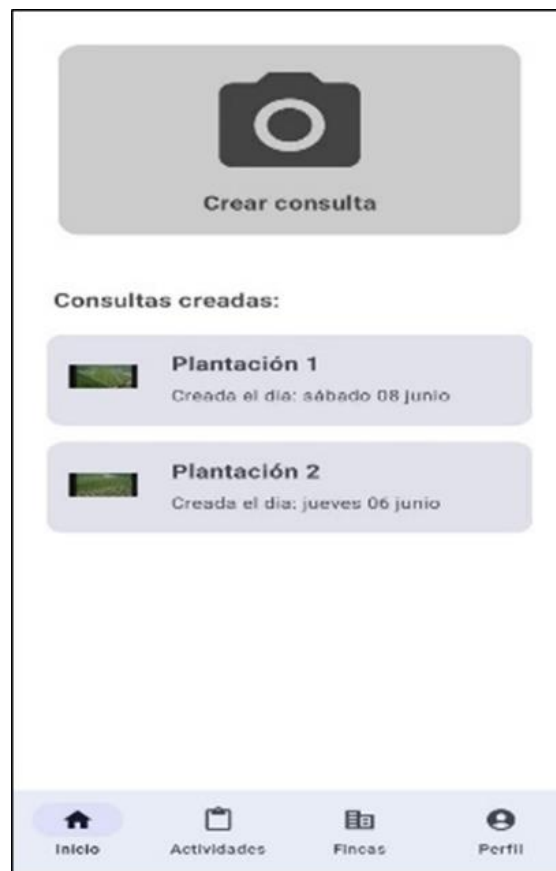 Crear consulta
Consultas creadas:
Plantación 1
Creada el dia: sábado 08 junio
Plantación 2
Creada el dia: jueves 06 junio
Inicio Actividades Fincas Perfil